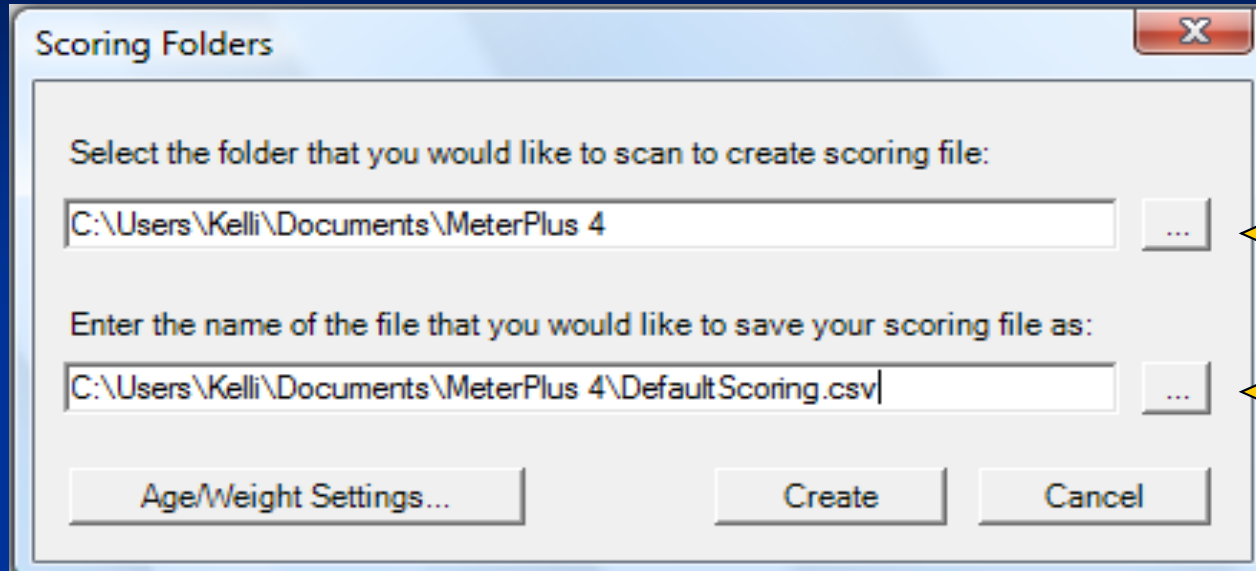 Scoring Folders
Select the folder that you would like to scan to create scoring file:
C:\Users\Kelli\Documents\MeterPlus 4
...
Enter the name of the file that you would like to save your scoring file as:
C:\Users\Kelli\Documents\MeterPlus 4\DefaultScoring.csv
...
Age/Weight Settings... Create Cancel